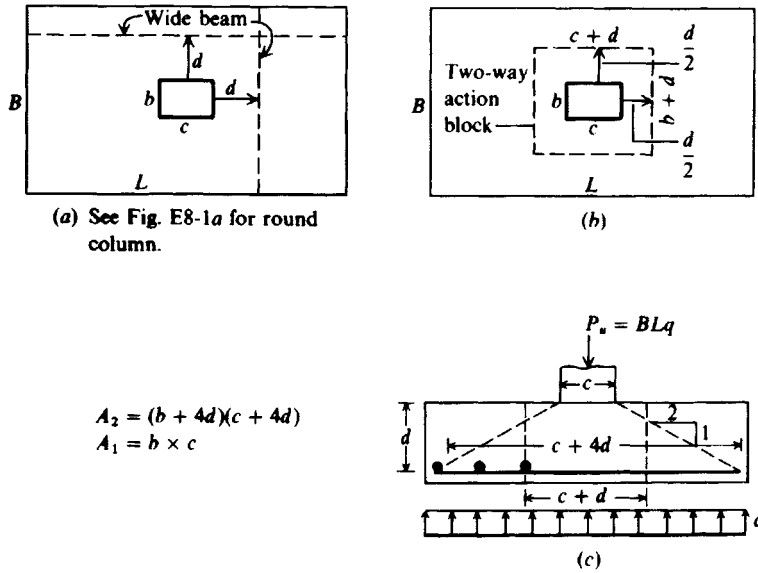 Wide beam
d
d
b
c
B
L
(a) See Fig. E8-1a for round
column.
c + d
d/2
Two-way
action
block
b
c
b + d
d/2
B
L
(b)
P_u = BLq
c
A_2 = (b + 4d)(c + 4d)
A_1 = b × c
d
2
1
c + 4d
c + d
(c)